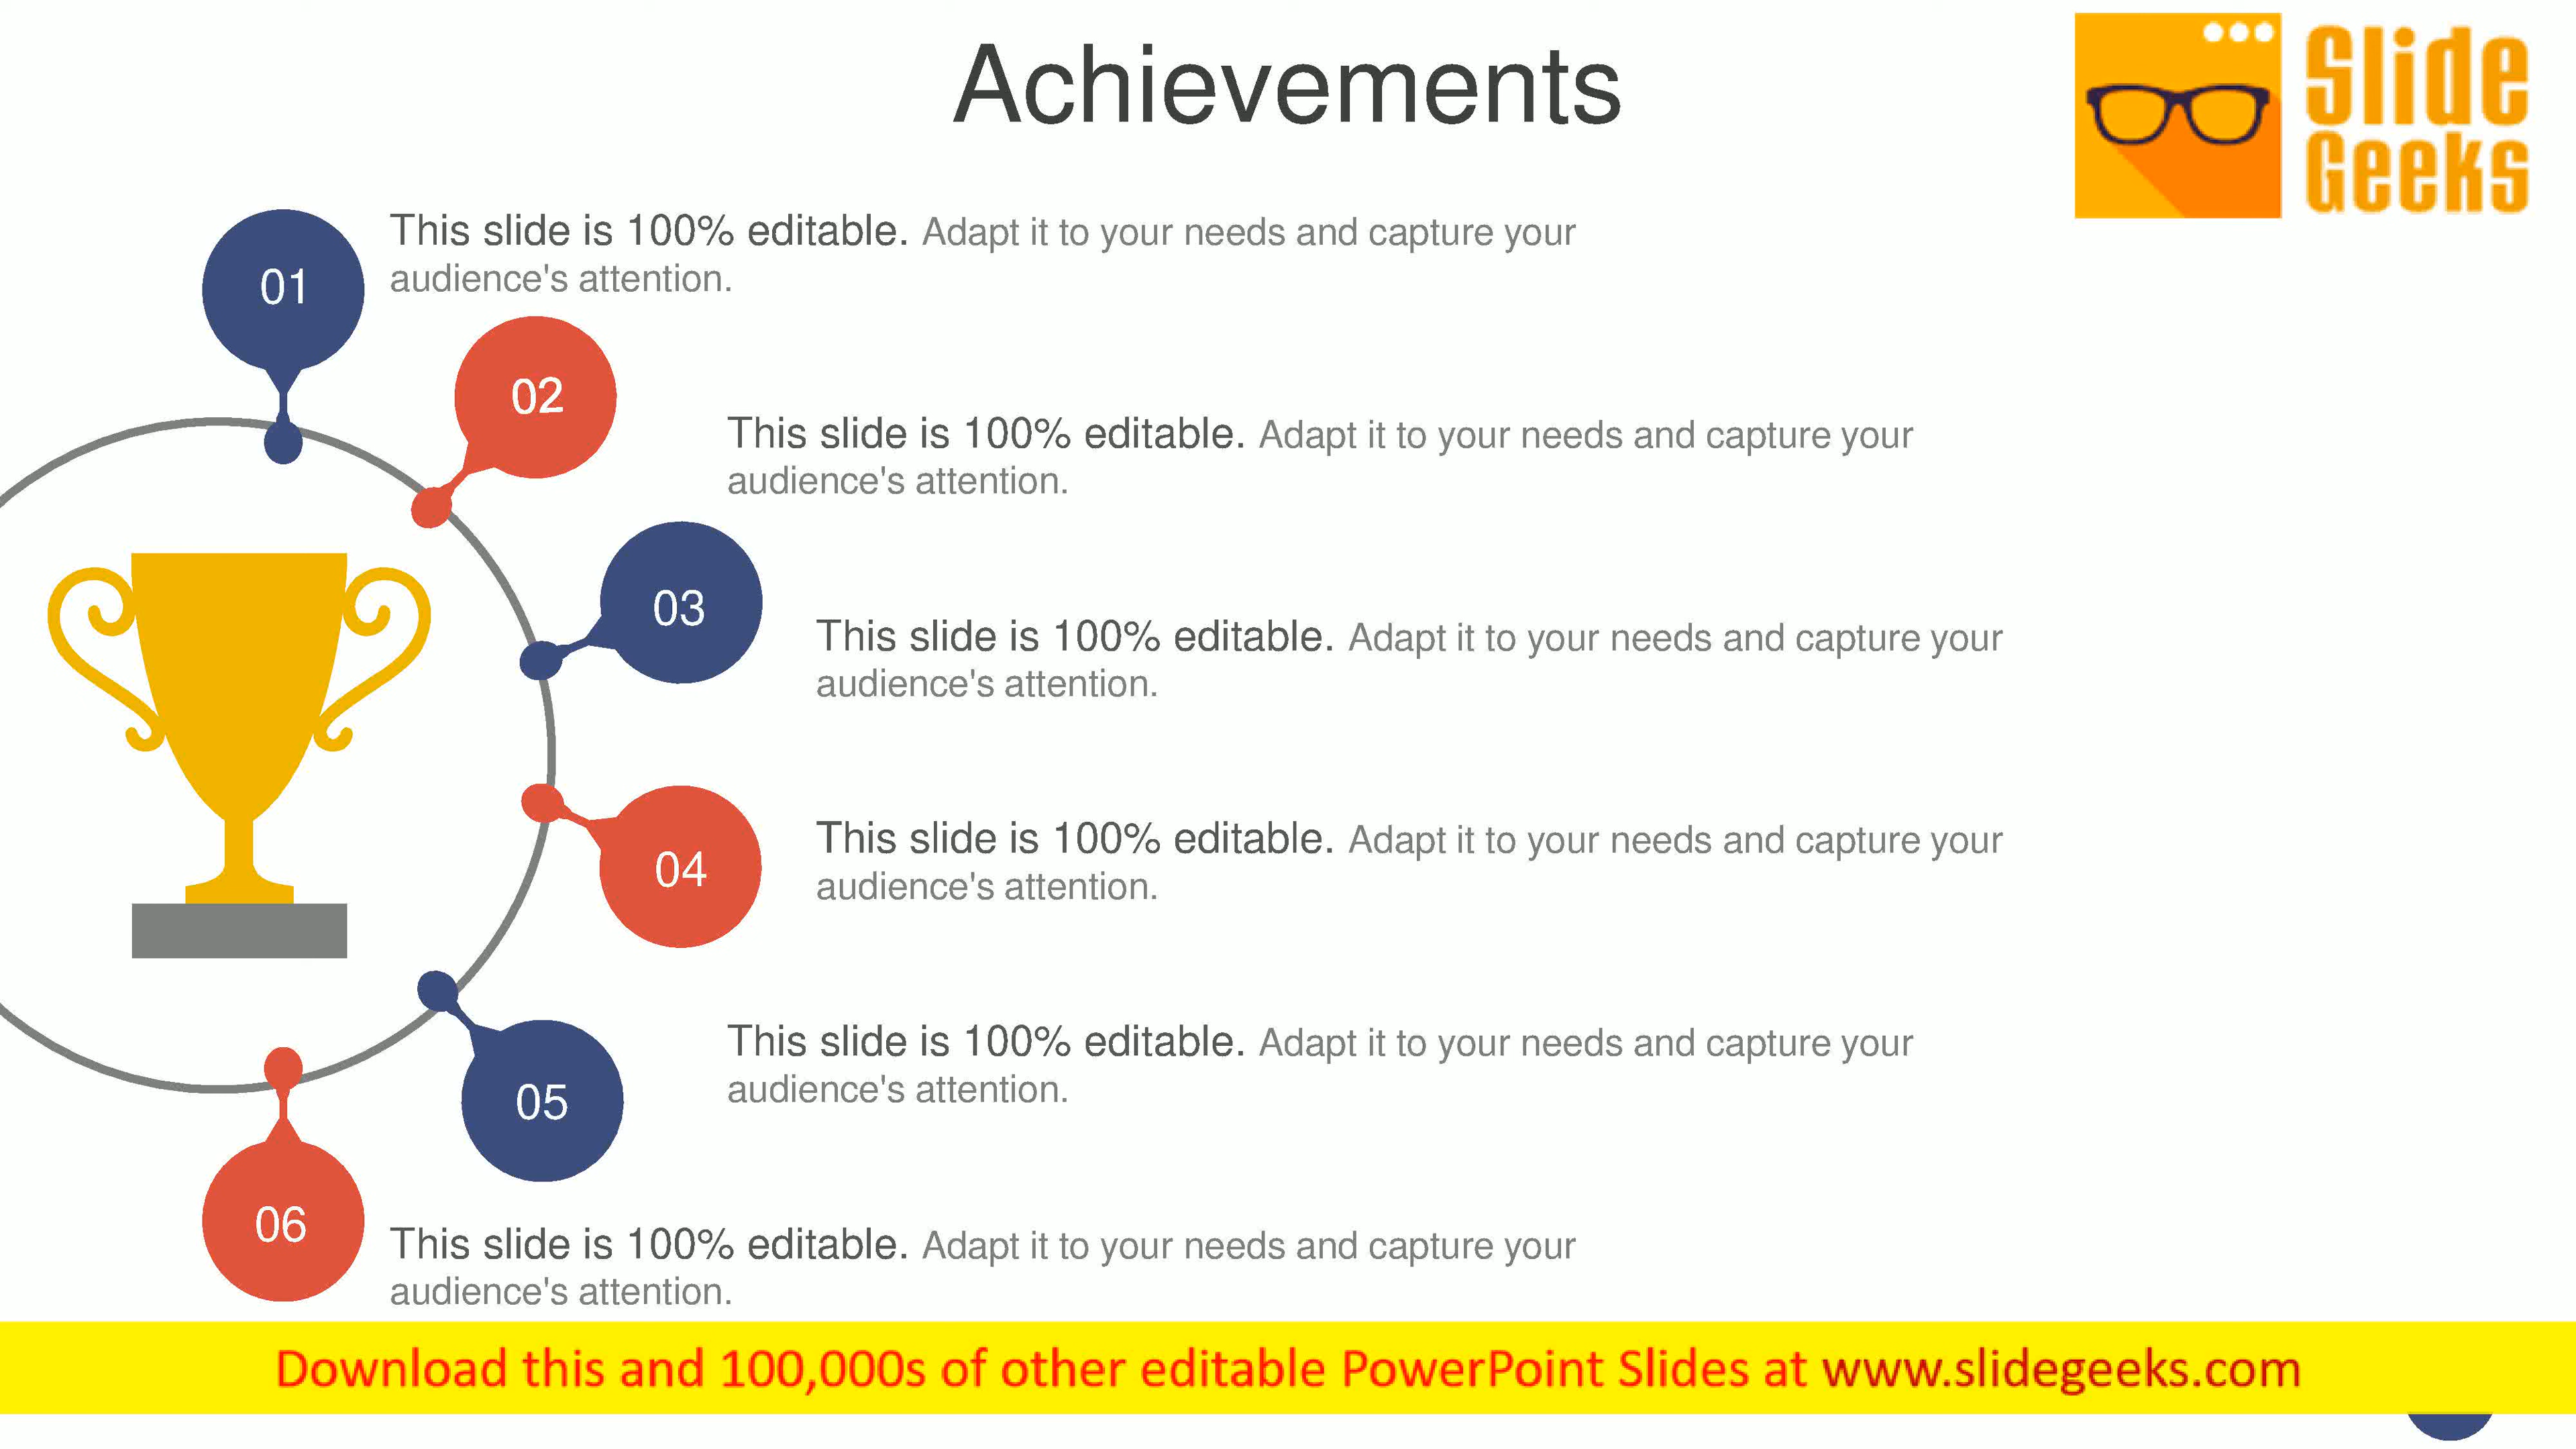 Achievements
Slide
Geeks
01
This slide is 100% editable. Adapt it to your needs and capture your
audience's attention.
02
This slide is 100% editable. Adapt it to your needs and capture your
audience's attention.
03
This slide is 100% editable. Adapt it to your needs and capture your
audience's attention.
04
This slide is 100% editable. Adapt it to your needs and capture your
audience's attention.
05
This slide is 100% editable. Adapt it to your needs and capture your
audience's attention.
06
This slide is 100% editable. Adapt it to your needs and capture your
audience's attention.
Download this and 100,000s of other editable PowerPoint Slides at www.slidegeeks.com